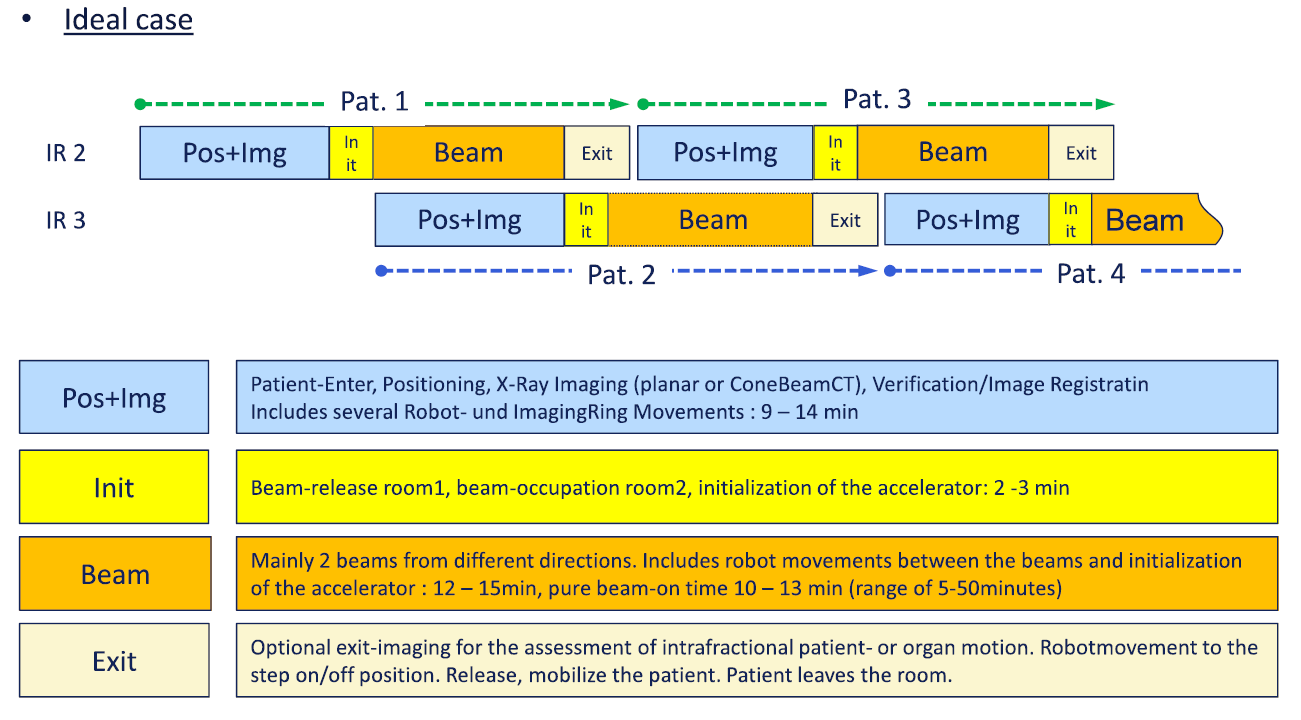 • Ideal case
Pat. 1
Pat. 3
IR 2
Pos+Img
In
it
Beam
Exit
Pos+Img
In
it
Beam
Exit
IR 3
Pos+Img
In
it
Beam
Exit
Pos+Img
In
it
Beam
Pat. 2
Pat. 4
Pos+Img
Patient-Enter, Positioning, X-Ray Imaging (planar or ConeBeamCT), Verification/Image Registratin
Includes several Robot- und ImagingRing Movements : 9 – 14 min
Init
Beam-release room1, beam-occupation room2, initialization of the accelerator: 2 -3 min
Beam
Mainly 2 beams from different directions. Includes robot movements between the beams and initialization
of the accelerator : 12 – 15min, pure beam-on time 10 – 13 min (range of 5-50minutes)
Exit
Optional exit-imaging for the assessment of intrafractional patient- or organ motion. Robotmovement to the
step on/off position. Release, mobilize the patient. Patient leaves the room.